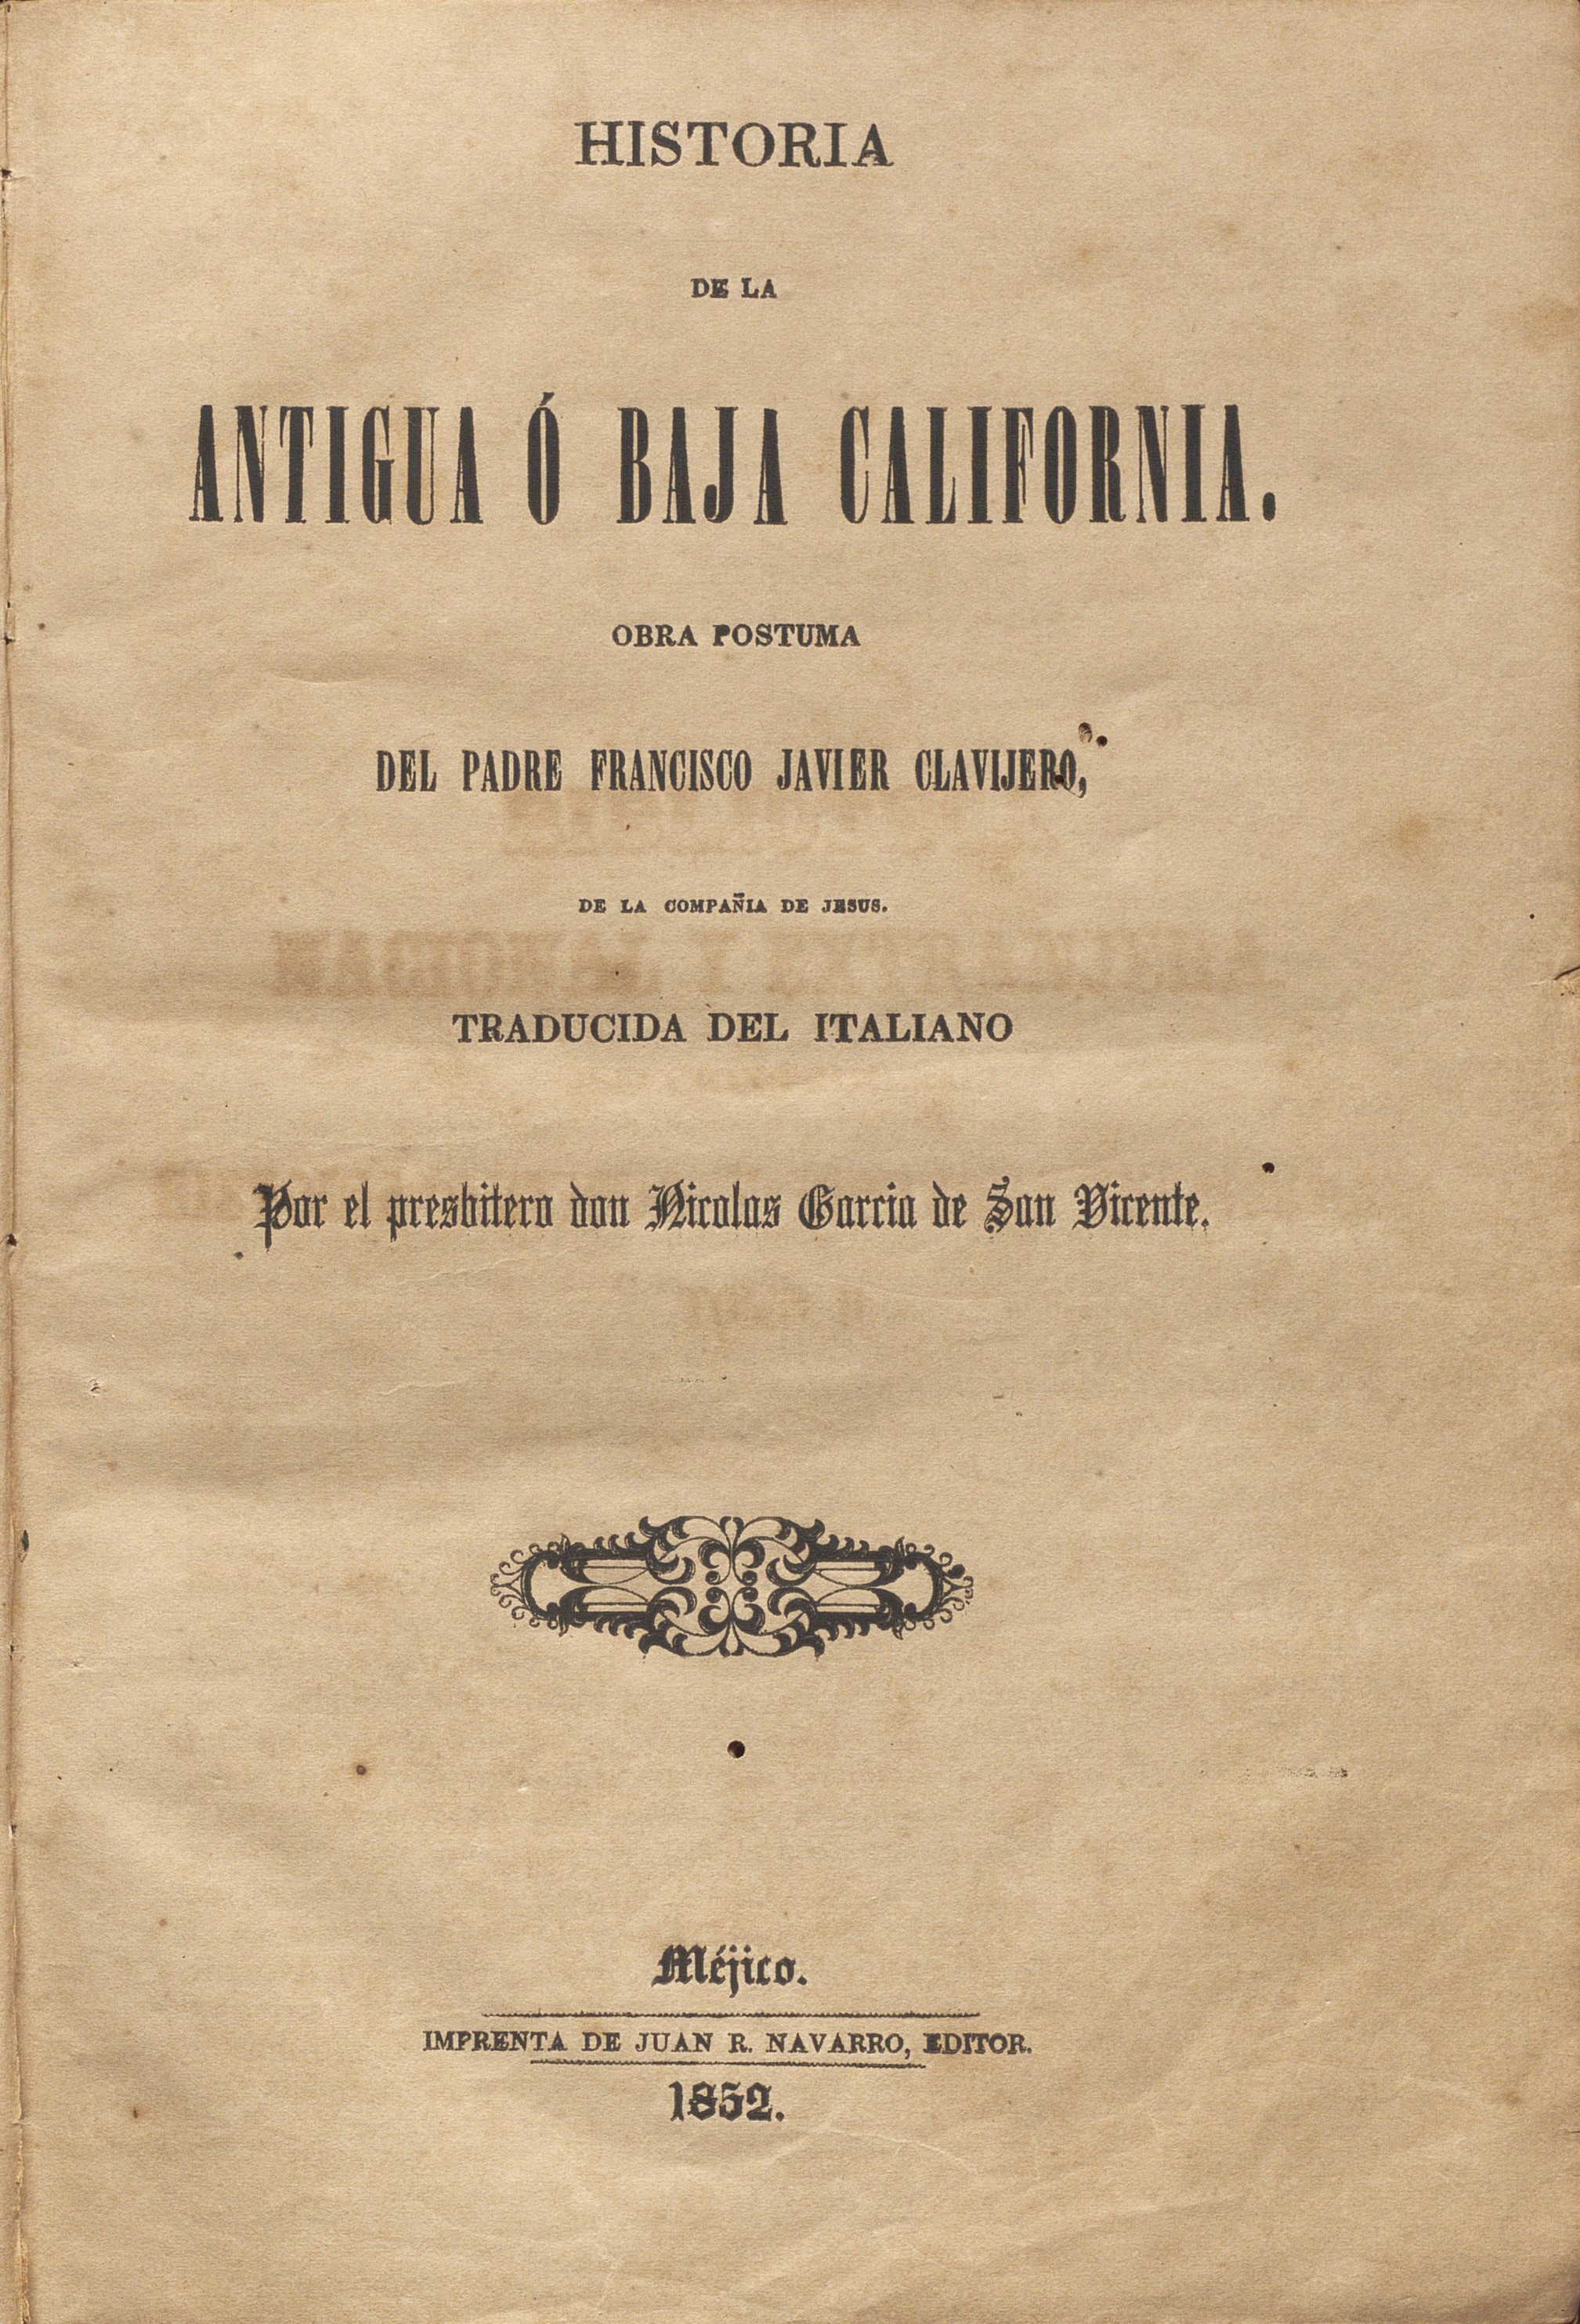 HISTORIA
DE LA
ANTIGUA Ó BAJA CALIFORNIA.
OBRA POSTUMA
DEL PADRE FRANCISCO JAVIER CLAVIJERO,
DE LA COMPAÑIA DE JESUS.
TRADUCIDA DEL ITALIANO
Por el presbitero don Nicolas Garcia de San Vicente.
Méjico.
IMPRENTA DE JUAN R. NAVARRO, EDITOR.
1852.